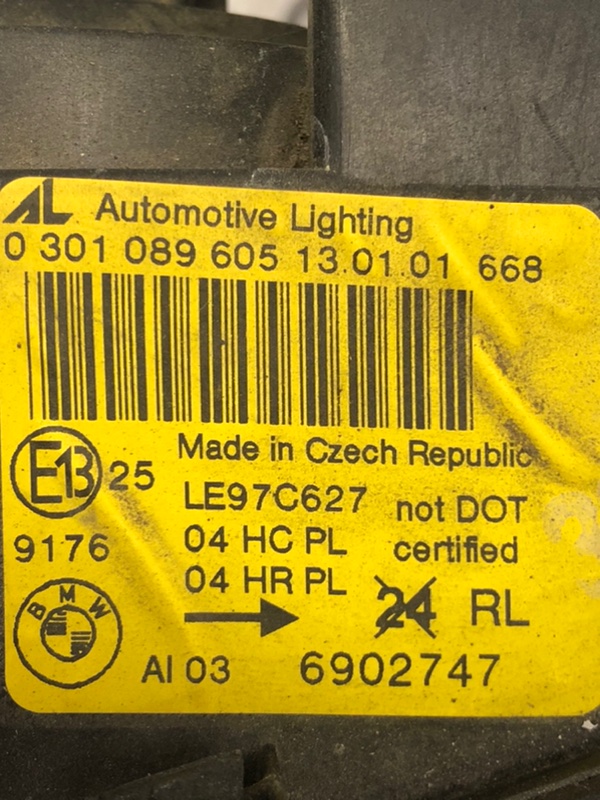 AL Automotive Lighting
0 301 089 605 13.01.01 668
Made in Czech Republic
E13 25
LE97C627 not DOT
9176 04 HC PL certified
04 HR PL 24 RL
BMW
AI 03 6902747